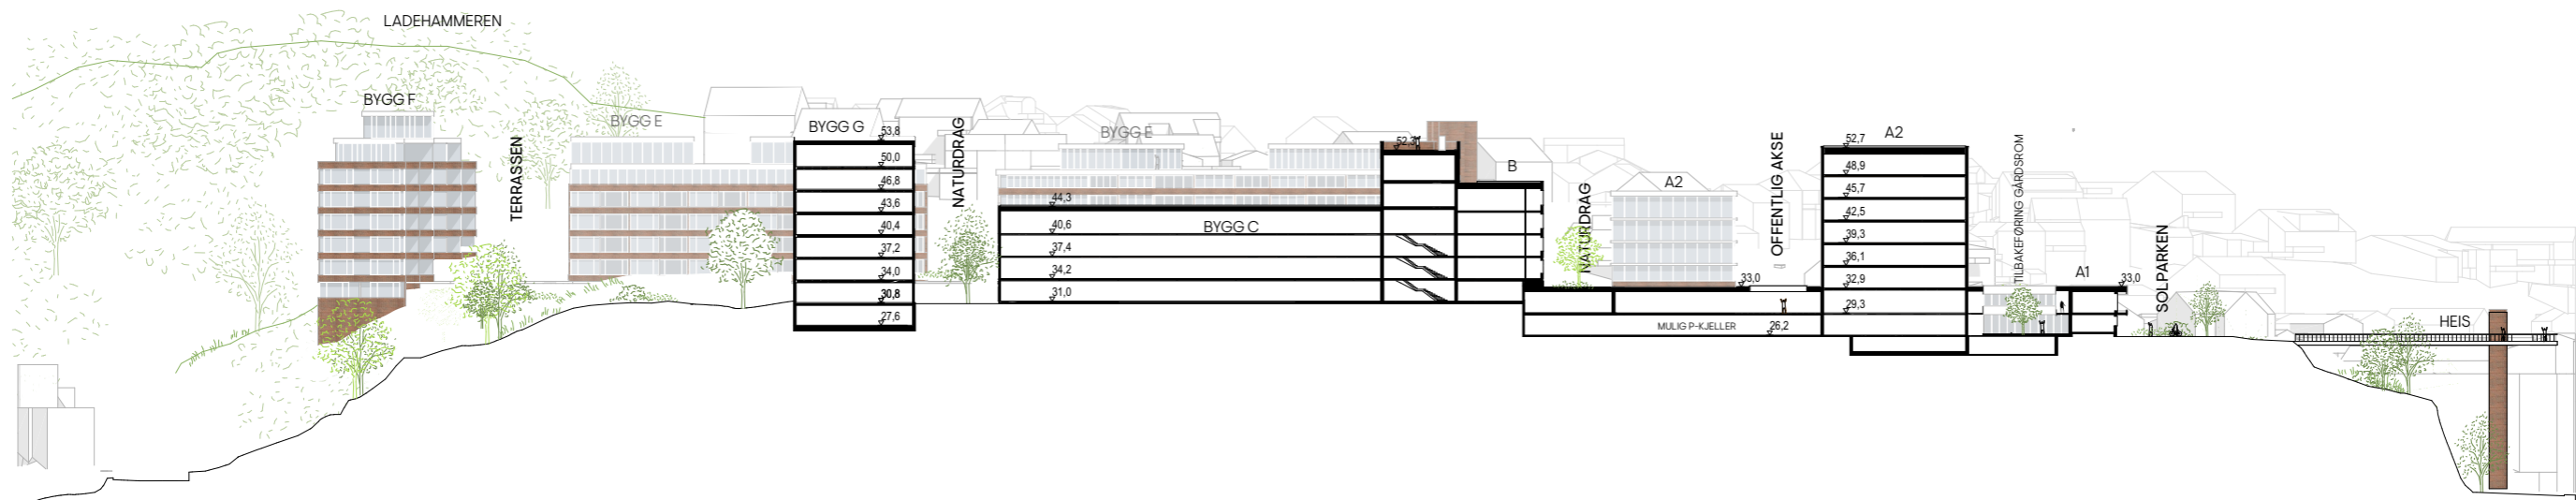 LADEHAMMEREN
BYGG F
TERRASSEN
BYGG E
BYGG G
53,8
50,0
46,8
43,6
40,4
37,2
34,0
30,8
27,6
NATURDRAG
BYGG E
44,3
40,6
BYGG C
37,4
34,2
31,0
52,3
B
NATURDRAG
A2
33,0
MULIG P-KJELLER
26,2
OFFENTLIG AKSE
A2
52,7
48,9
45,7
42,5
39,3
36,1
32,9
29,3
TILBAKEFØRING GÅRDSROM
A1
33,0
SOLPARKEN
HEIS